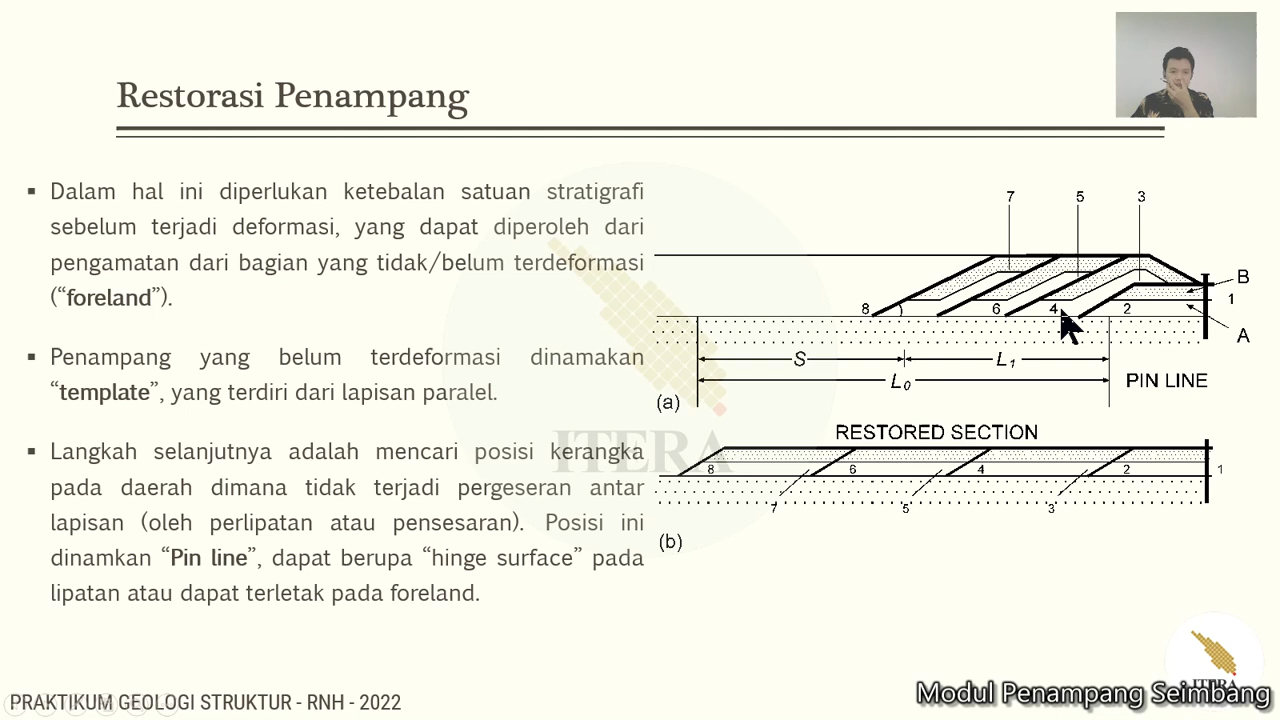 Restorasi Penampang
▪ Dalam hal ini diperlukan ketebalan satuan stratigrafi
sebelum terjadi deformasi, yang dapat diperoleh dari
pengamatan dari bagian yang tidak/belum terdeformasi
(“foreland”).
▪ Penampang yang belum terdeformasi dinamakan
“template”, yang terdiri dari lapisan paralel.
▪ Langkah selanjutnya adalah mencari posisi kerangka
pada daerah dimana tidak terjadi pergeseran antar
lapisan (oleh perlipatan atau pensesaran). Posisi ini
dinamkan “Pin line”, dapat berupa “hinge surface” pada
lipatan atau dapat terletak pada foreland.
7 5 3
B
1
8 6 4 2
A
S L₁
L₀ PIN LINE
(a)
RESTORED SECTION
8 6 4 2 1
7 5 3
(b)
ITERA
ITERA
PRAKTIKUM GEOLOGI STRUKTUR - RNH - 2022
Modul Penampang Seimbang